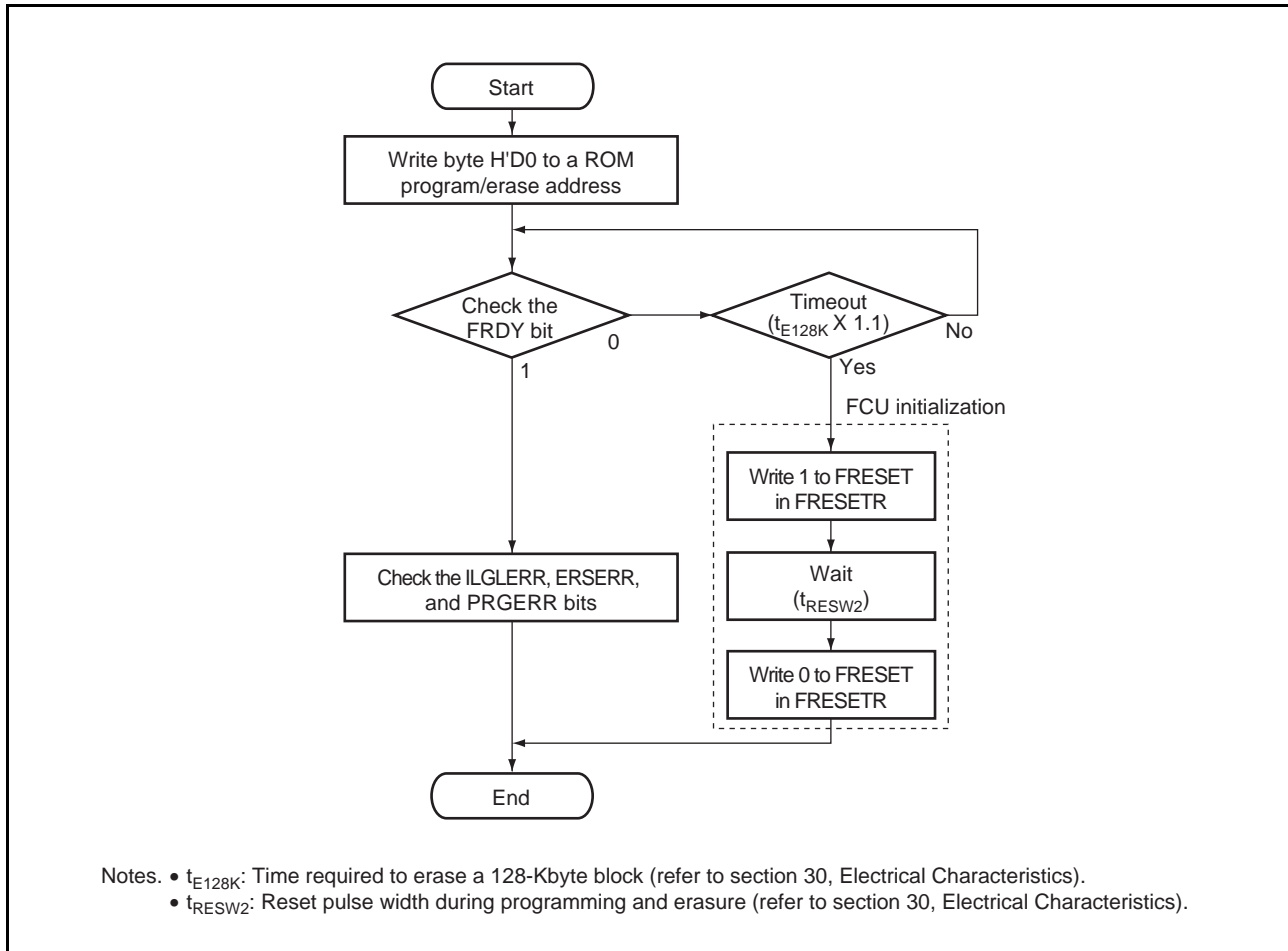 Start
Write byte H'D0 to a ROM
program/erase address
Check the
FRDY bit
0
1
Timeout
(tE128K X 1.1)
No
Yes
FCU initialization
Write 1 to FRESET
in FRESETR
Wait
(tRESW2)
Write 0 to FRESET
in FRESETR
Check the ILGLERR, ERSERR,
and PRGERR bits
End
Notes. • tE128K: Time required to erase a 128-Kbyte block (refer to section 30, Electrical Characteristics).
• tRESW2: Reset pulse width during programming and erasure (refer to section 30, Electrical Characteristics).